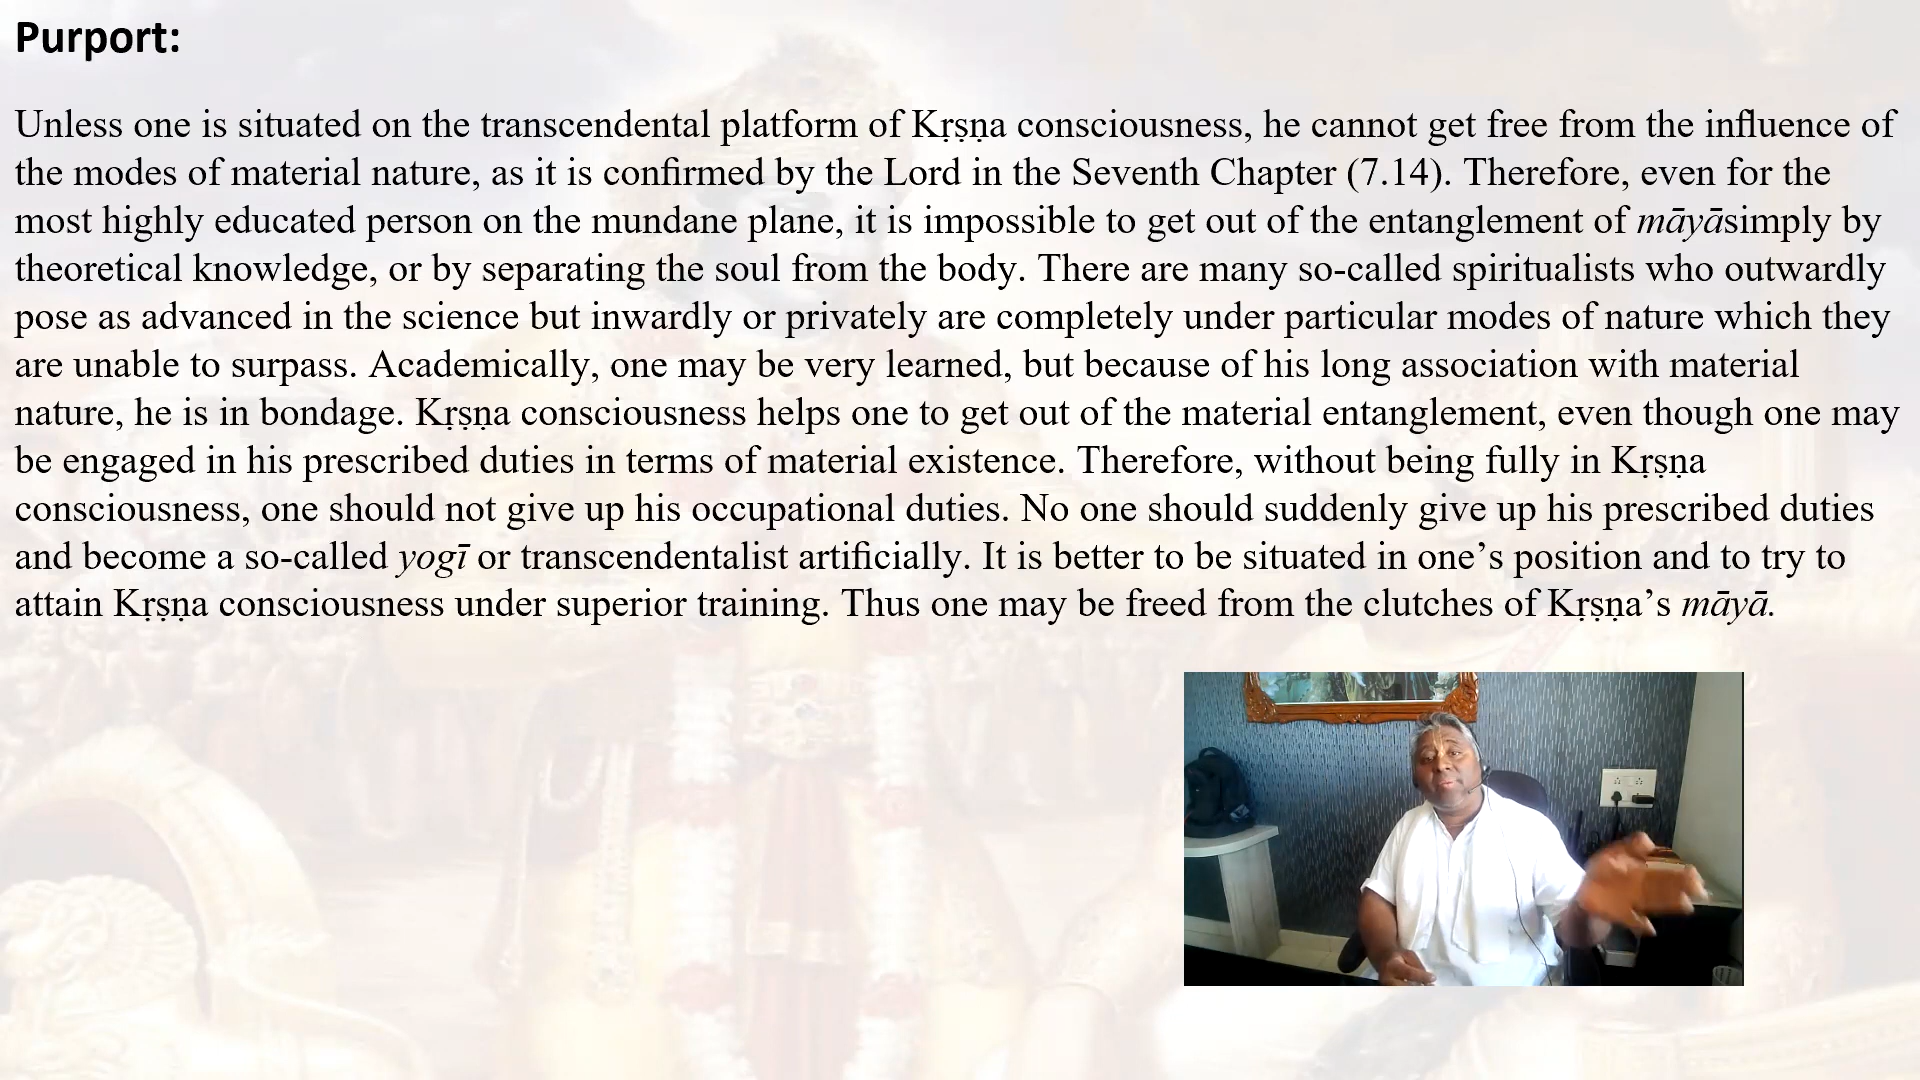 Purport:
Unless one is situated on the transcendental platform of Kṛṣṇa consciousness, he cannot get free from the influence of
the modes of material nature, as it is confirmed by the Lord in the Seventh Chapter (7.14). Therefore, even for the
most highly educated person on the mundane plane, it is impossible to get out of the entanglement of māyāsimply by
theoretical knowledge, or by separating the soul from the body. There are many so-called spiritualists who outwardly
pose as advanced in the science but inwardly or privately are completely under particular modes of nature which they
are unable to surpass. Academically, one may be very learned, but because of his long association with material
nature, he is in bondage. Kṛṣṇa consciousness helps one to get out of the material entanglement, even though one may
be engaged in his prescribed duties in terms of material existence. Therefore, without being fully in Kṛṣṇa
consciousness, one should not give up his occupational duties. No one should suddenly give up his prescribed duties
and become a so-called yogī or transcendentalist artificially. It is better to be situated in one’s position and to try to
attain Kṛṣṇa consciousness under superior training. Thus one may be freed from the clutches of Kṛṣṇa’s māyā.